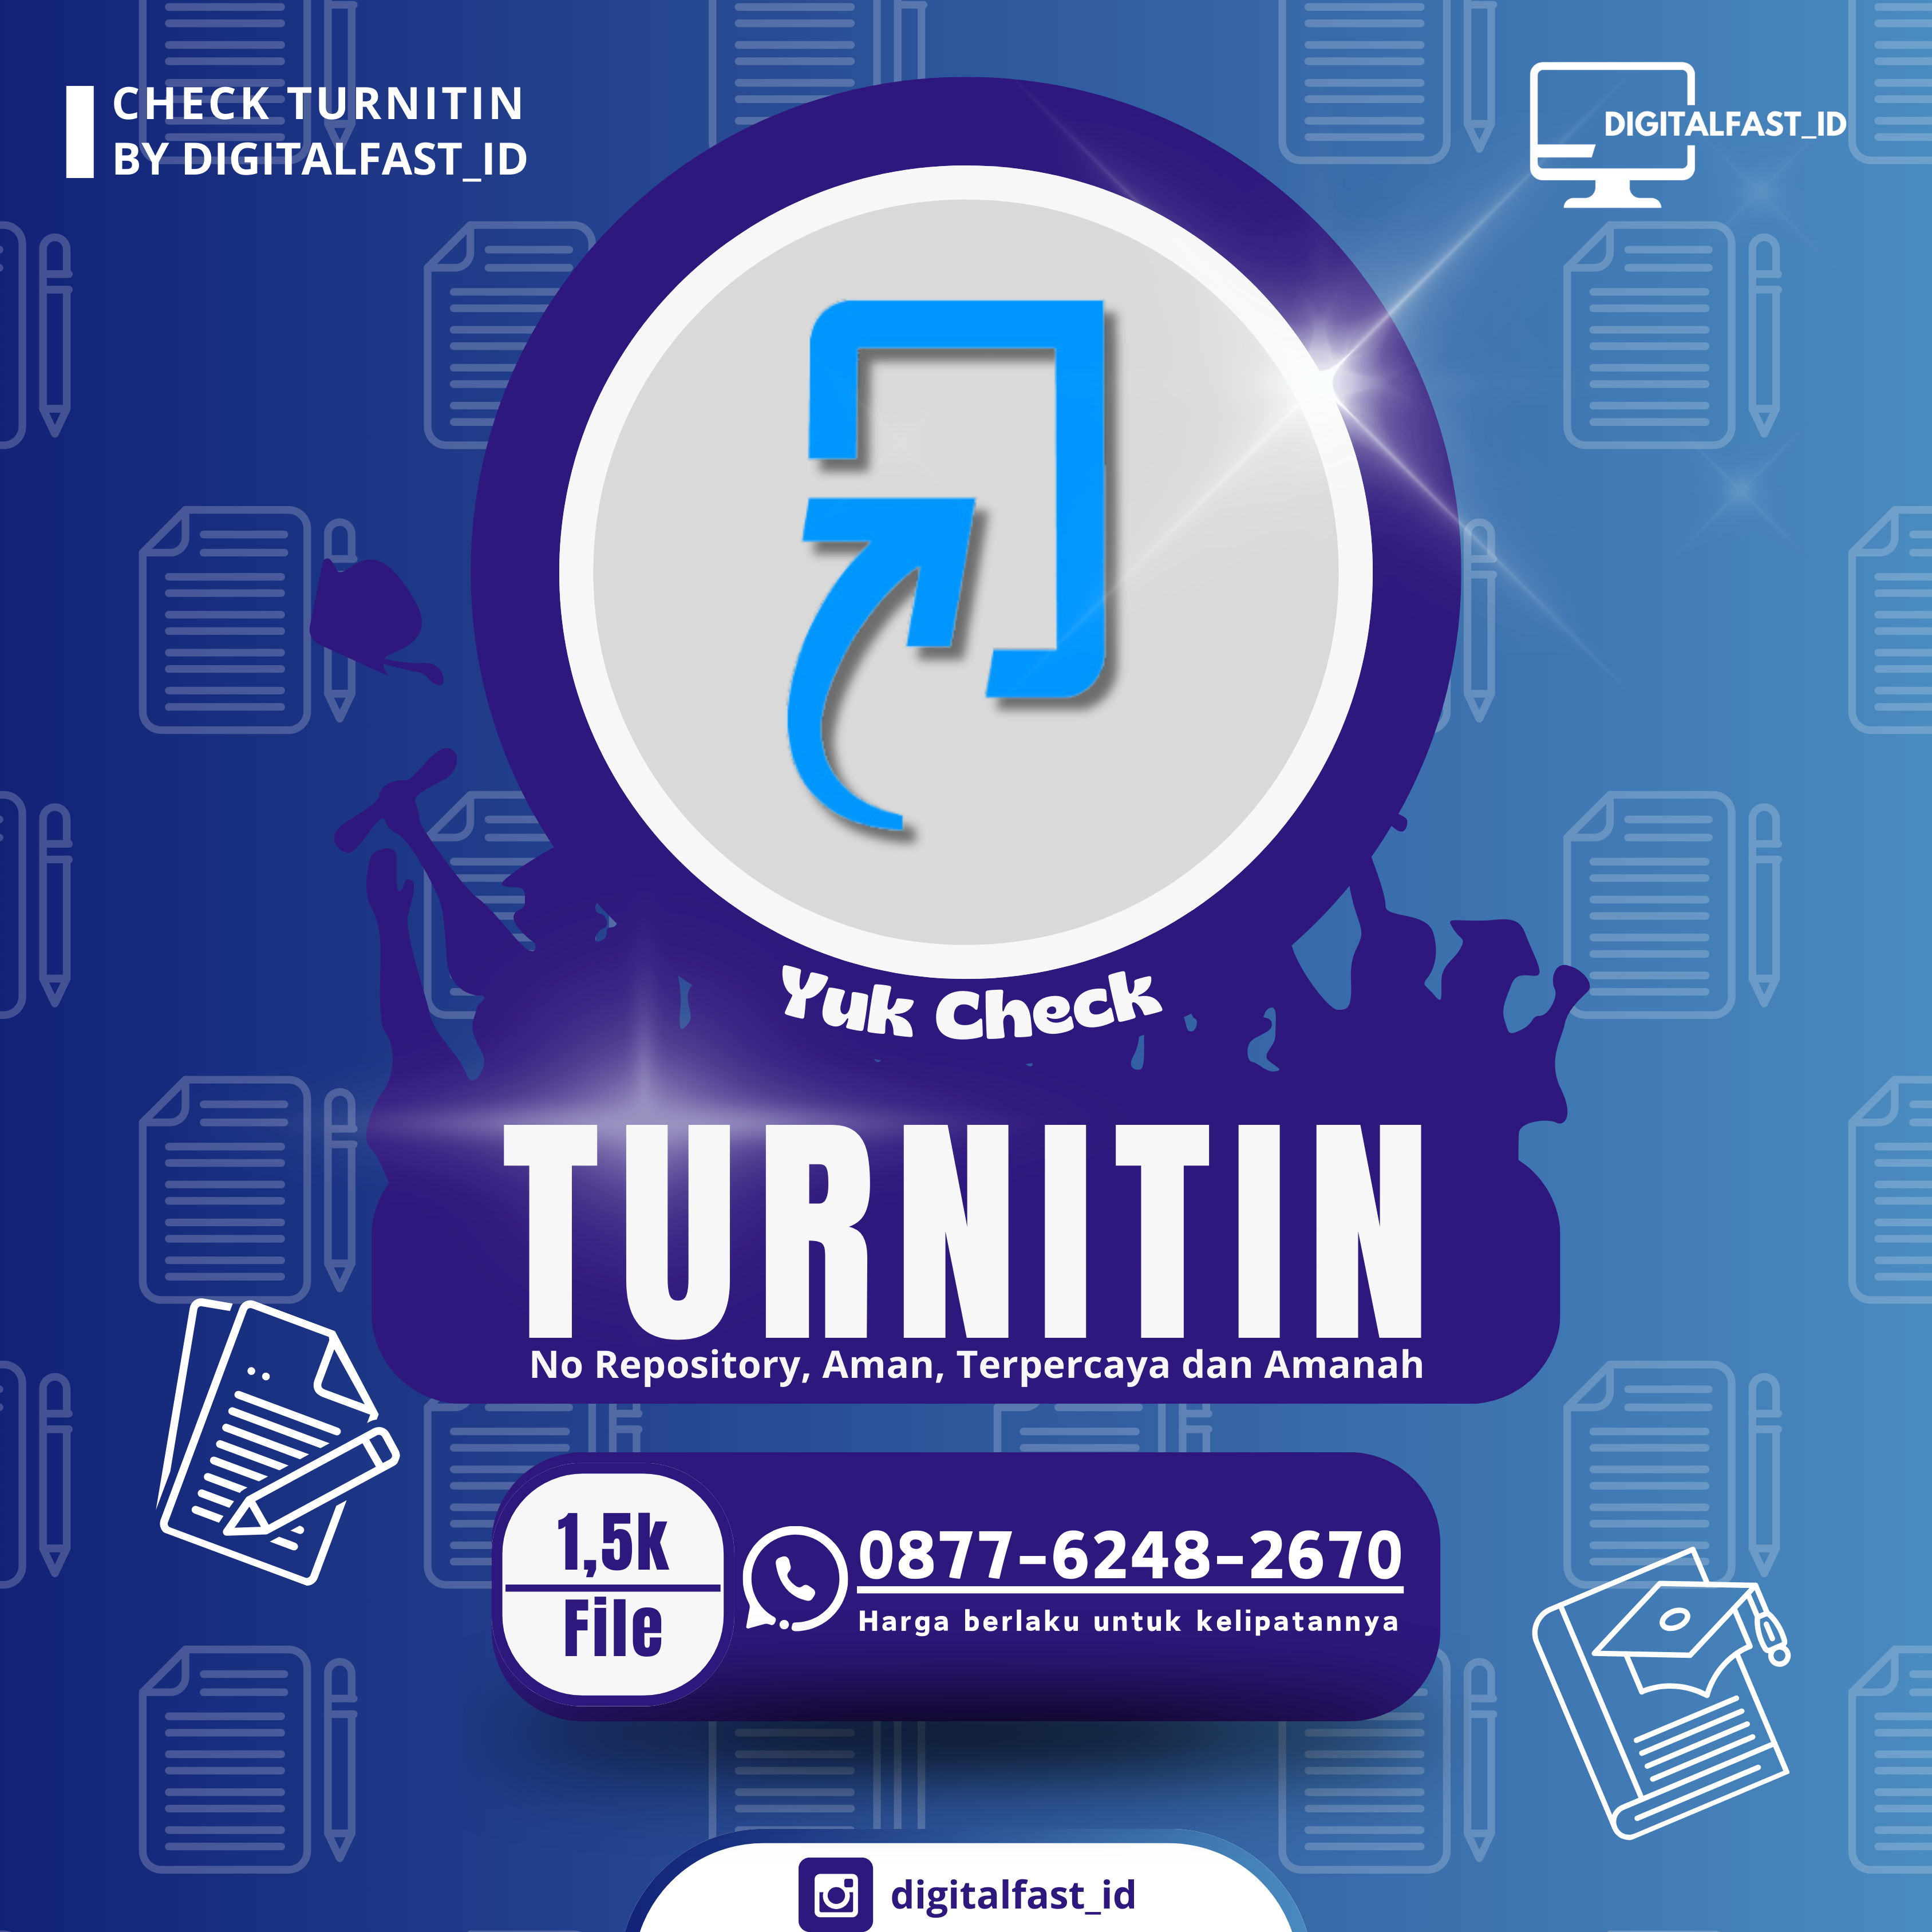 CHECK TURNITIN
BY DIGITALFAST_ID
DIGITALFAST_ID
Yuk Check
TURNITIN
No Repository, Aman, Terpercaya dan Amanah
1,5k
File
0877-6248-2670
Harga berlaku untuk kelipatannya
digitalfast_id